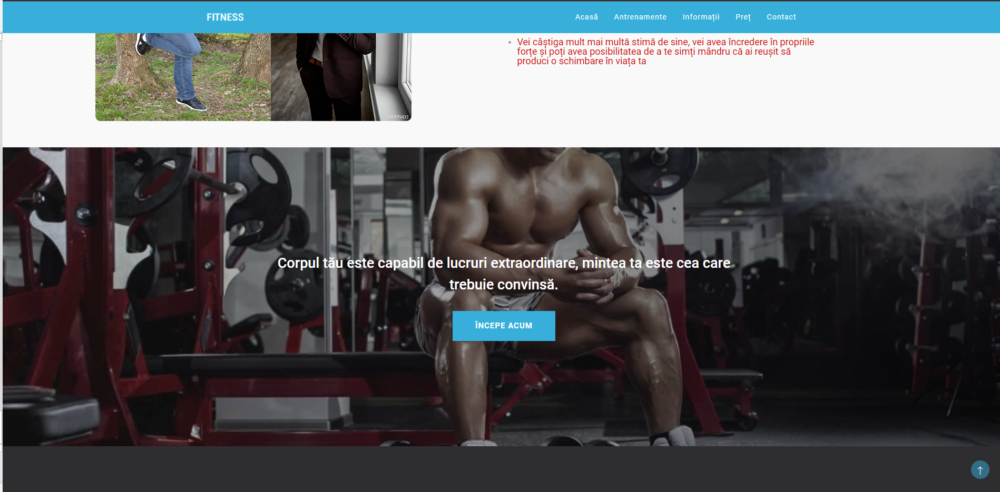 FITNESS
Acasă Antrenamente Informații Preț Contact
Vei câștiga mult mai multă stimă de sine, vei avea încredere în propriile
forțe și poți avea posibilitatea de a te simți mândru că ai reușit să
produci o schimbare în viața ta
ARTITUDE
Corpul tău este capabil de lucruri extraordinare, mintea ta este cea care
trebuie convinsă.
ÎNCEPE ACUM